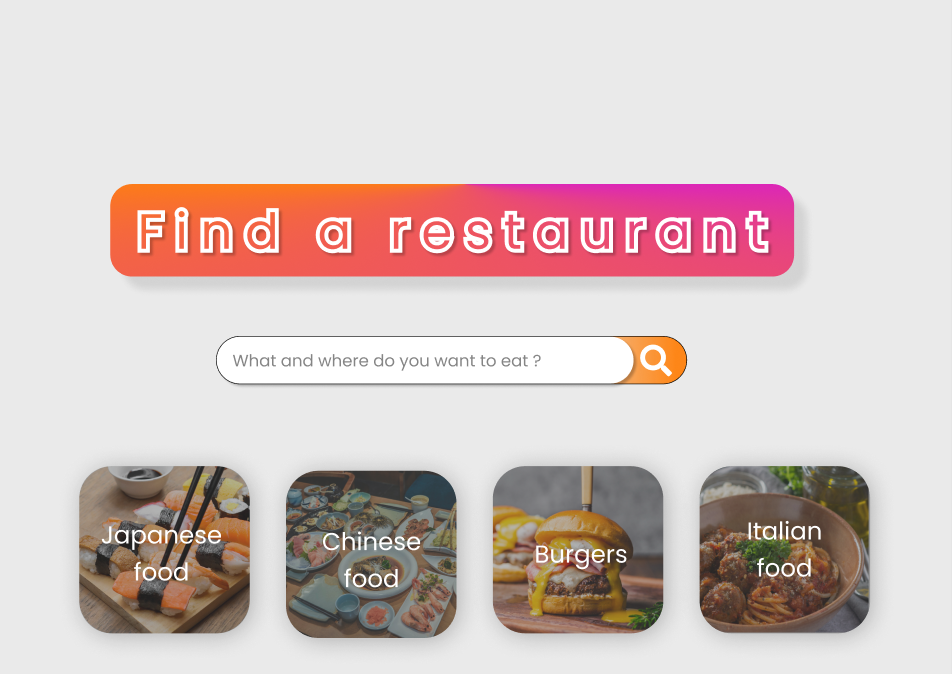 Find a restaurant
What and where do you want to eat ?
Japanese
food
Chinese
food
Burgers
Italian
food